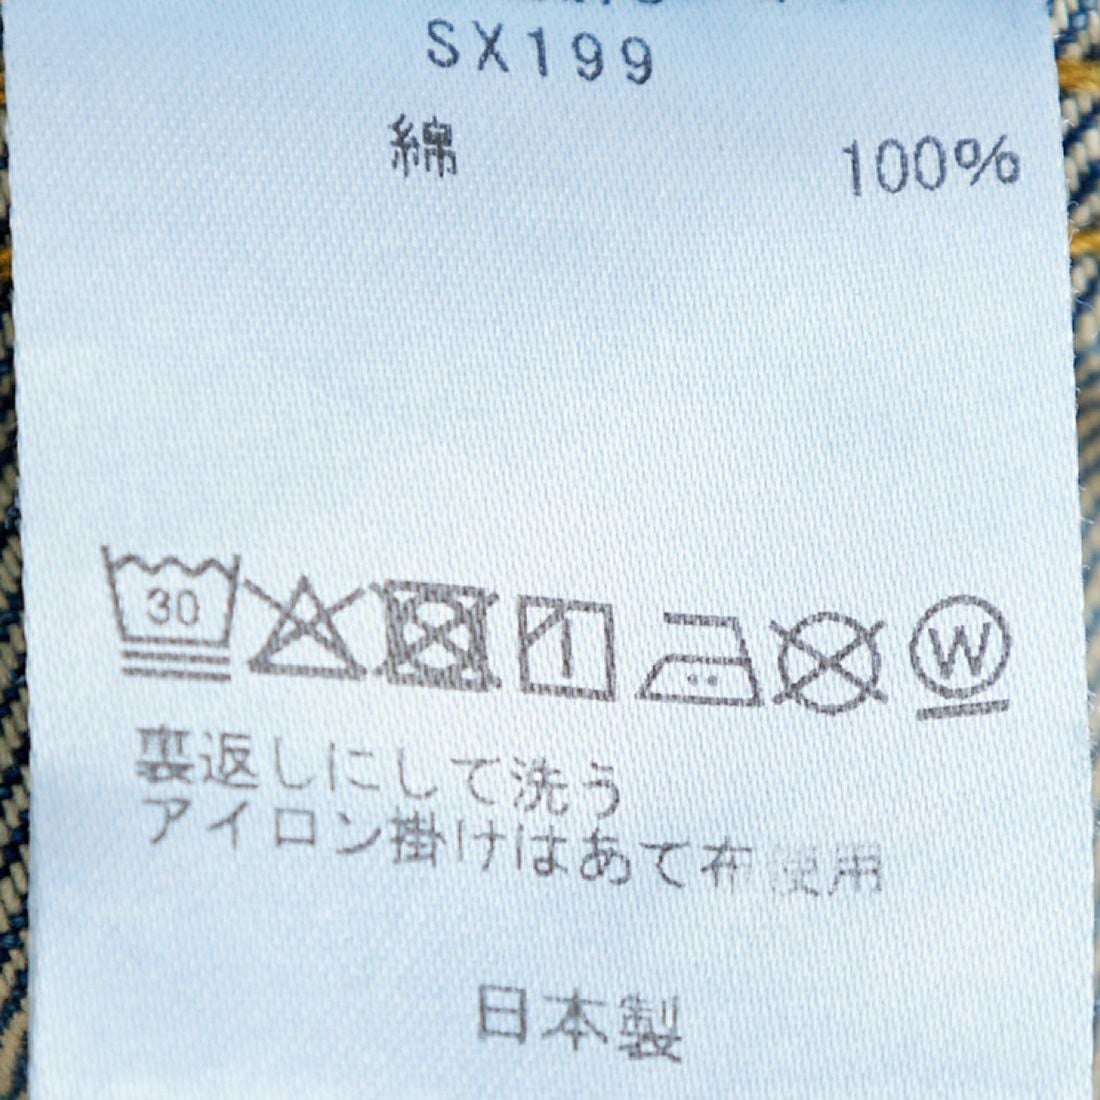 SX199
綿 100%
30
W
裏返しにして洗う
アイロン掛けはあて布使用
日本製